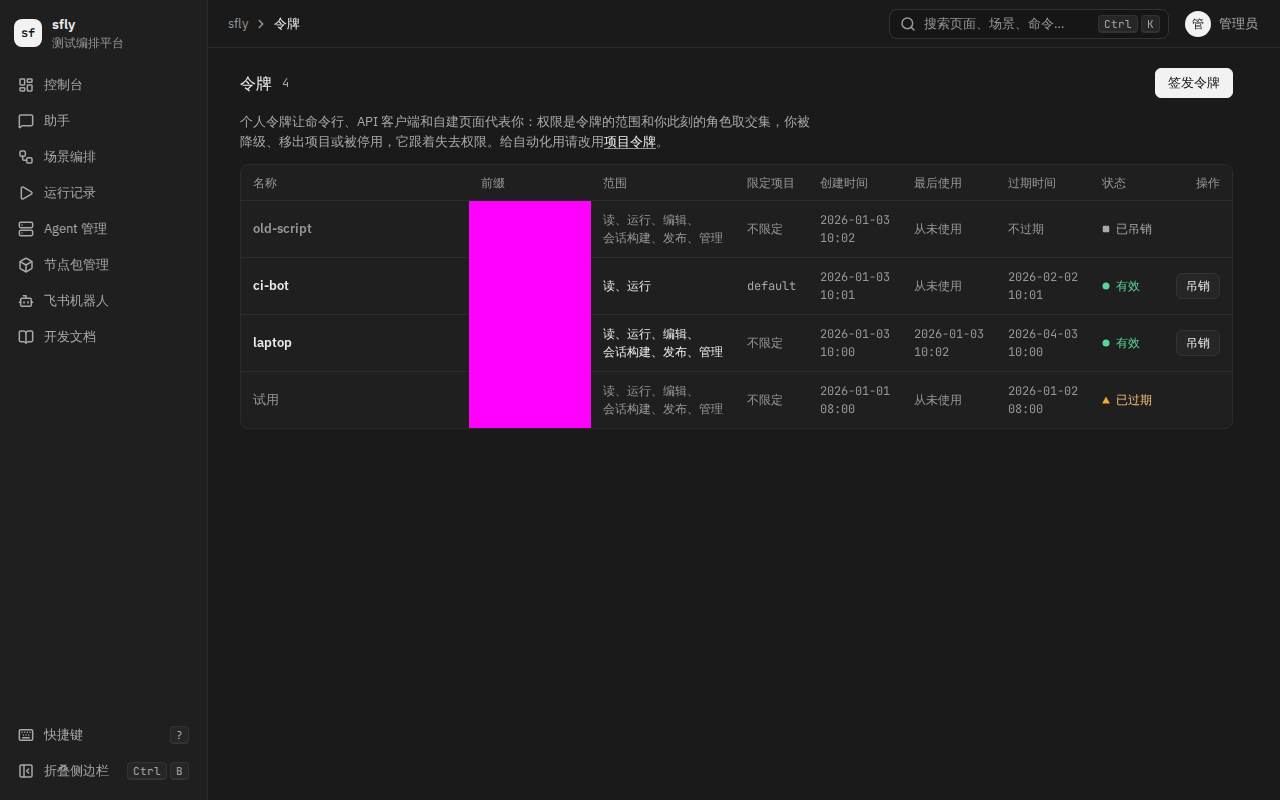 sf
sfly
测试编排平台
控制台
助手
场景编排
运行记录
Agent 管理
节点包管理
飞书机器人
开发文档
快捷键 ?
折叠侧边栏 Ctrl B
sfly > 令牌
搜索页面、场景、命令... Ctrl K
管 管理员
令牌 4
签发令牌
个人令牌让命令行、API 客户端和自建页面代表你：权限是令牌的范围和你此刻的角色取交集，你被
降级、移出项目或被停用，它跟着失去权限。给自动化用请改用项目令牌。
名称 前缀 范围 限定项目 创建时间 最后使用 过期时间 状态 操作
old-script 读、运行、编辑、
会话构建、发布、管理 不限定 2026-01-03
10:02 从未使用 不过期 已吊销
ci-bot 读、运行 default 2026-01-03
10:01 从未使用 2026-02-02
10:01 有效 吊销
laptop 读、运行、编辑、
会话构建、发布、管理 不限定 2026-01-03
10:00 2026-01-03
10:02 2026-04-03
10:00 有效 吊销
试用 读、运行、编辑、
会话构建、发布、管理 不限定 2026-01-01
08:00 从未使用 2026-01-02
08:00 已过期